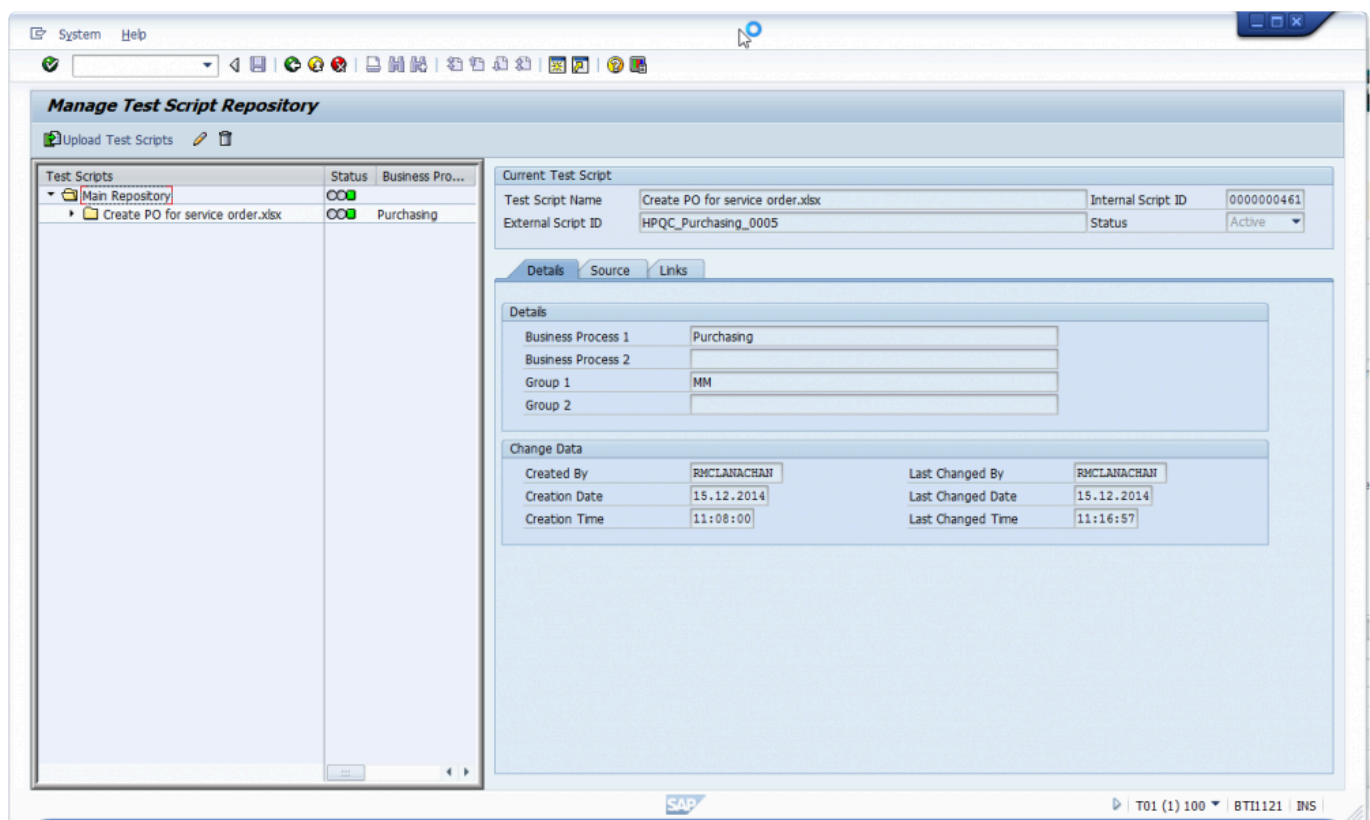 System Help
Manage Test Script Repository
Upload Test Scripts
Test Scripts Status Business Pro...
Main Repository
Create PO for service order.xlsx Purchasing
Current Test Script
Test Script Name Create PO for service order.xlsx Internal Script ID 0000000461
External Script ID HPQC_Purchasing_0005 Status Active
Details Source Links
Details
Business Process 1 Purchasing
Business Process 2
Group 1 MM
Group 2
Change Data
Created By RMCLANACHAN Last Changed By RMCLANACHAN
Creation Date 15.12.2014 Last Changed Date 15.12.2014
Creation Time 11:08:00 Last Changed Time 11:16:57
SAP T01 (1) 100 BTI1121 INS